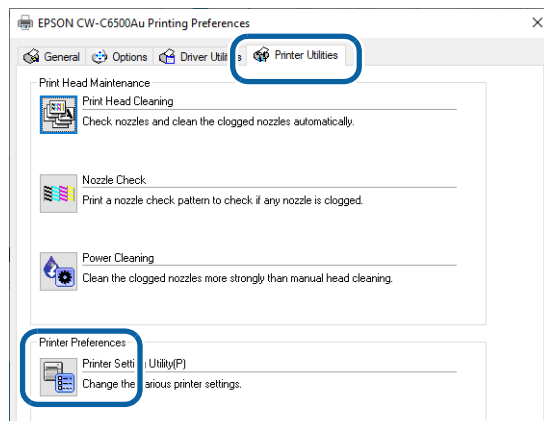 EPSON CW-C6500Au Printing Preferences
General Options Driver Utili s Printer Utilities
Print Head Maintenance
Print Head Cleaning
Check nozzles and clean the clogged nozzles automatically.
Nozzle Check
Print a nozzle check pattern to check if any nozzle is clogged.
Power Cleaning
Clean the clogged nozzles more strongly than manual head cleaning.
Printer Preferences
Printer Setti Utility(P)
Change the arious printer settings.